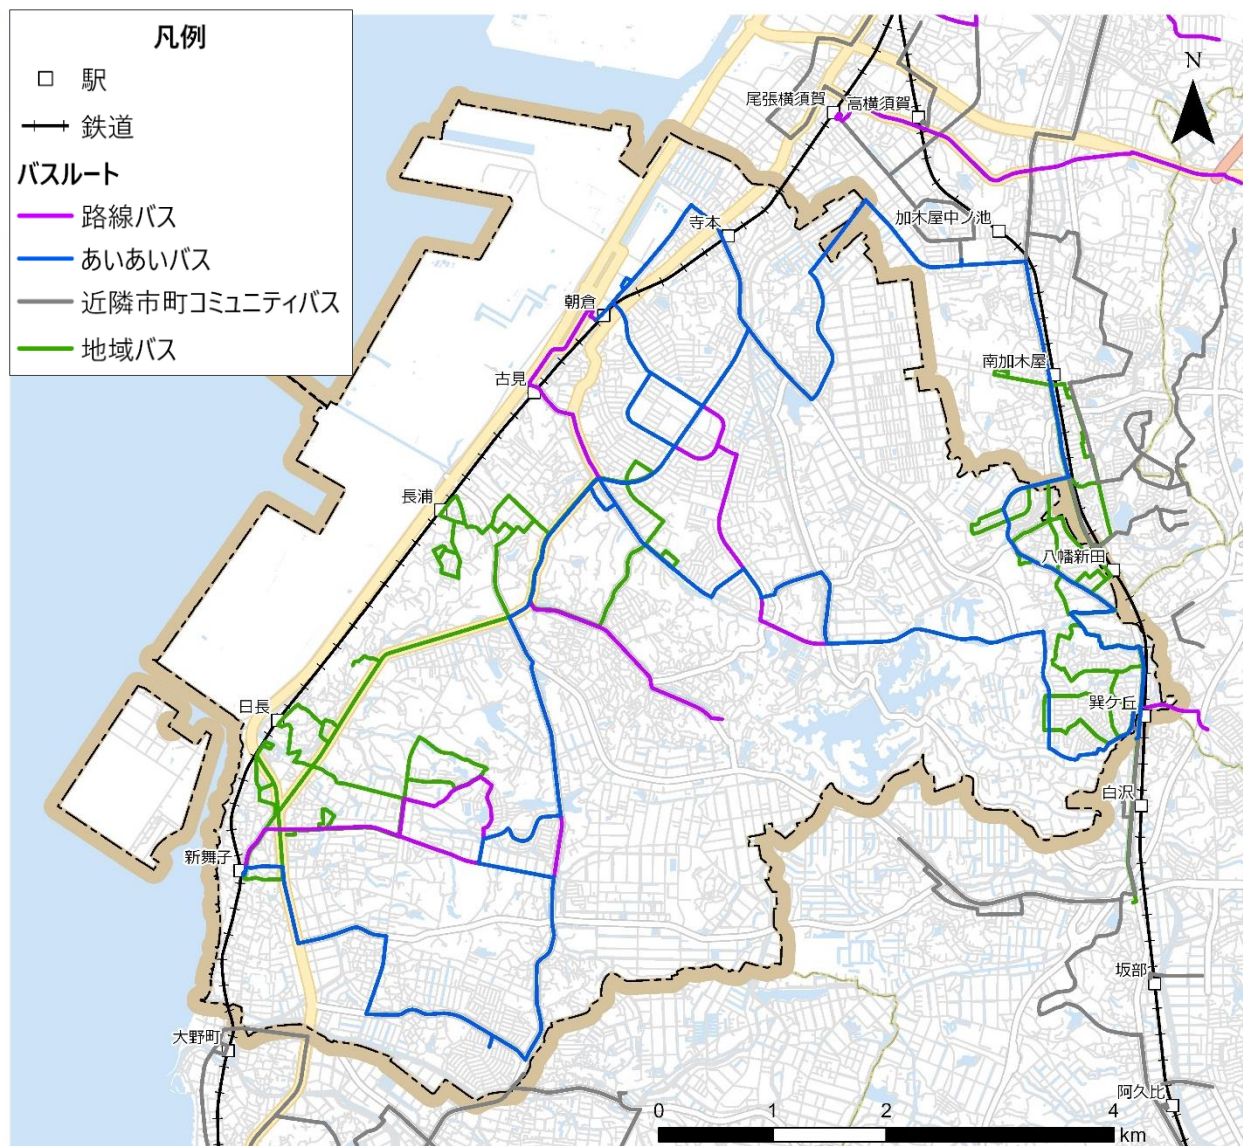 凡例
駅
鉄道
バスルート
路線バス
あいあいバス
近隣市町コミュニティバス
地域バス
N
尾張横須賀
高横須賀
寺本
加木屋中ノ池
朝倉
古見
南加木屋
長浦
八幡新田
日長
巽ケ丘
白沢
新舞子
坂部
大野町
阿久比
0 1 2 4
km